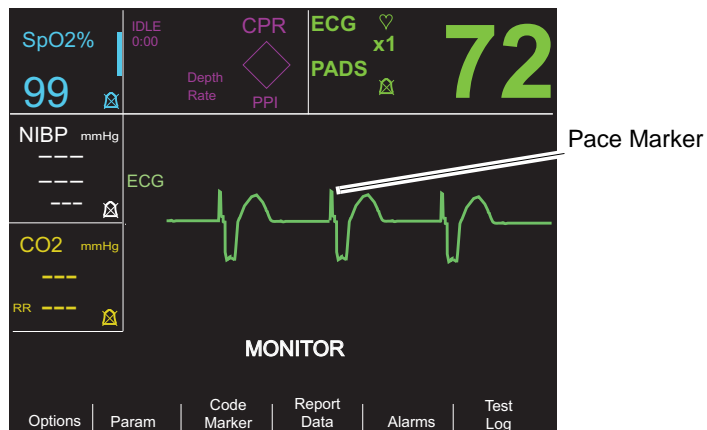 SpO2%
99
IDLE
0:00
CPR
Depth
Rate
PPI
ECG
x1
PADS
72
NIBP mmHg
---
---
---
ECG
Pace Marker
CO2 mmHg
---
RR ---
MONITOR
Options
Param
Code
Marker
Report
Data
Alarms
Test
Log